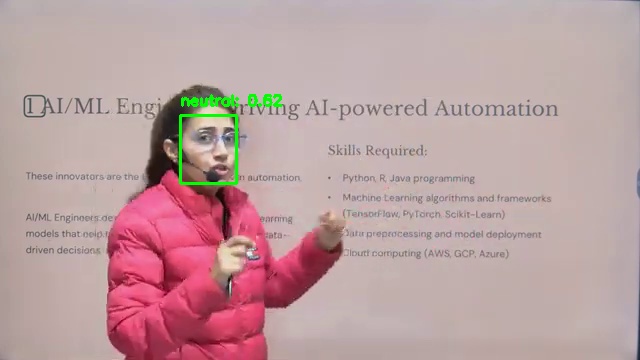 neutral: 0.62
1 AI/ML Engi riving AI-powered Automation
Skills Required:
These innovators are the automation.
• Python, R, Java programming
• Machine Learning algorithms and frameworks
(TensorFlow, PyTorch, Scikit-Learn)
AI/ML Engineers de earning
models that help data-
driven decisions
Data preprocessing and model deployment
Cloud computing (AWS, GCP, Azure)